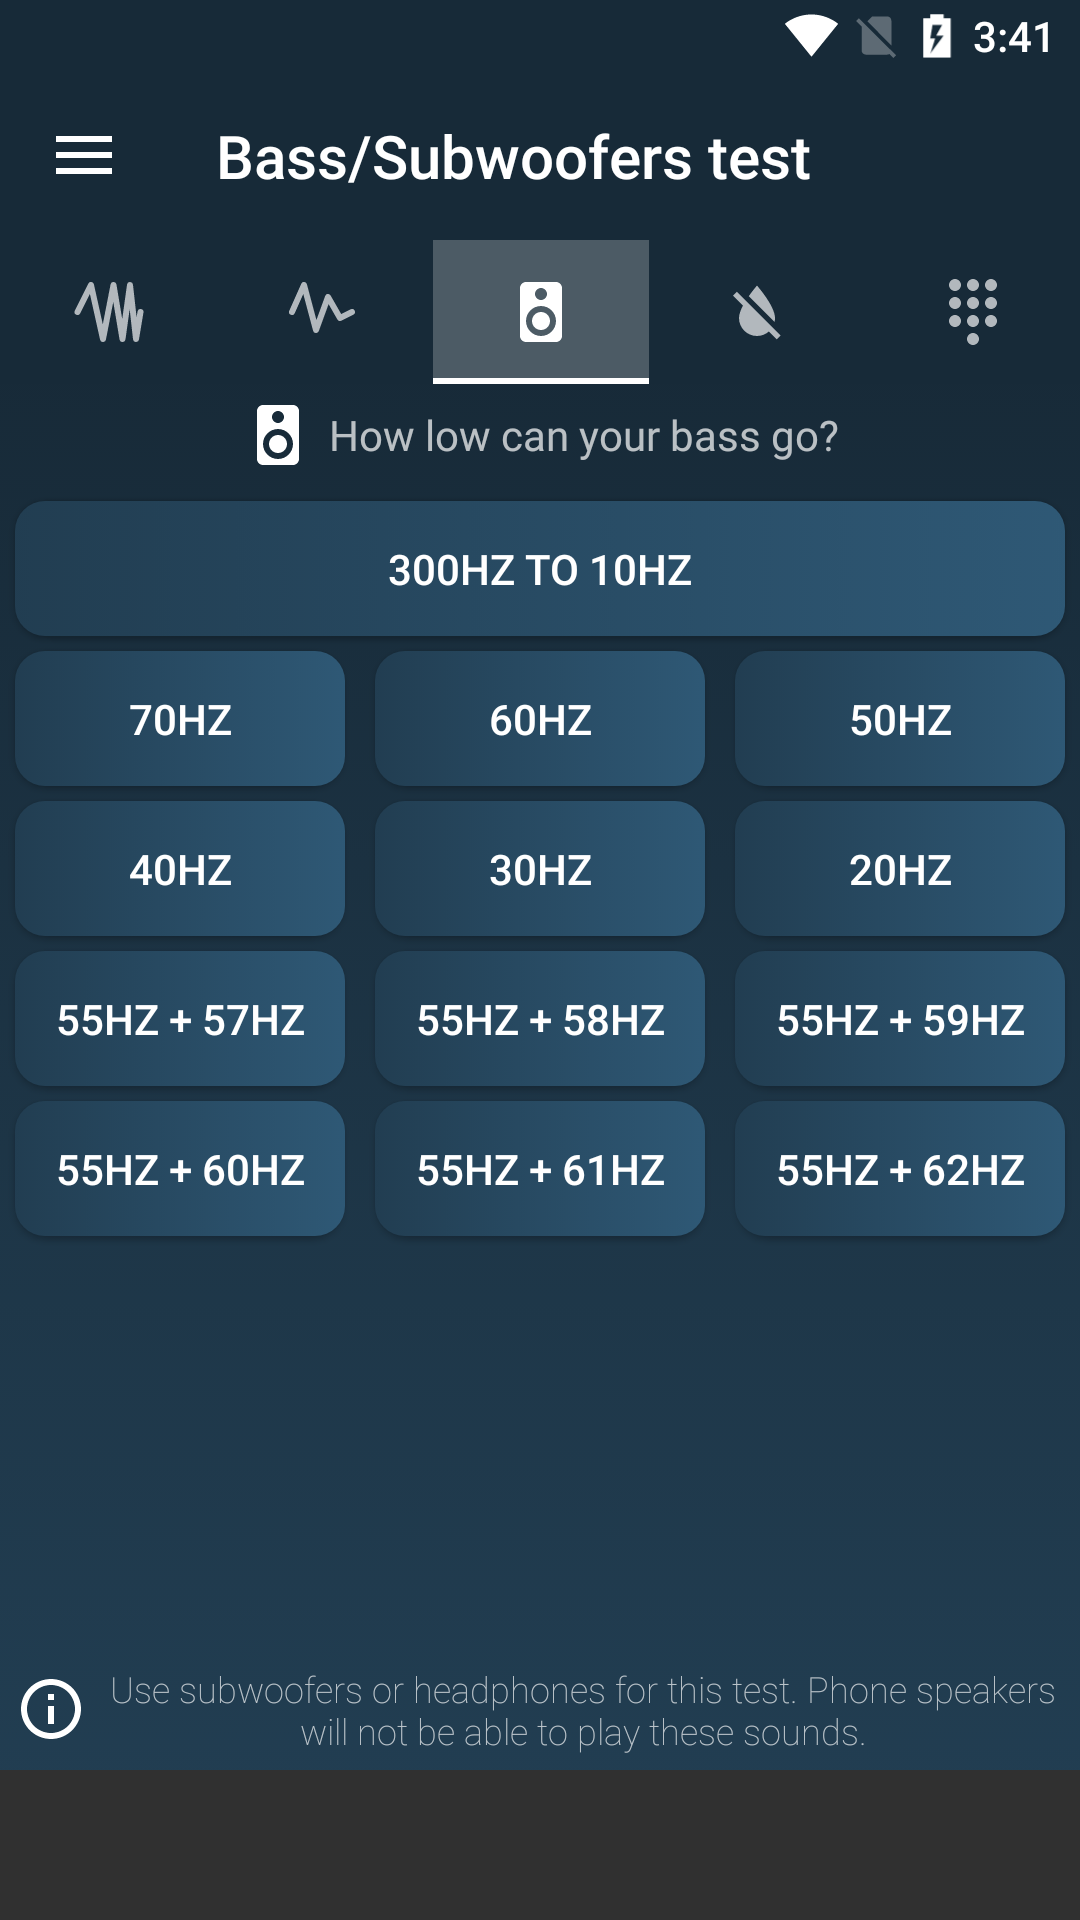 3:41
Bass/Subwoofers test
How low can your bass go?
300HZ TO 10HZ
70HZ
60HZ
50HZ
40HZ
30HZ
20HZ
55HZ + 57HZ
55HZ + 58HZ
55HZ + 59HZ
55HZ + 60HZ
55HZ + 61HZ
55HZ + 62HZ
Use subwoofers or headphones for this test. Phone speakers
will not be able to play these sounds.